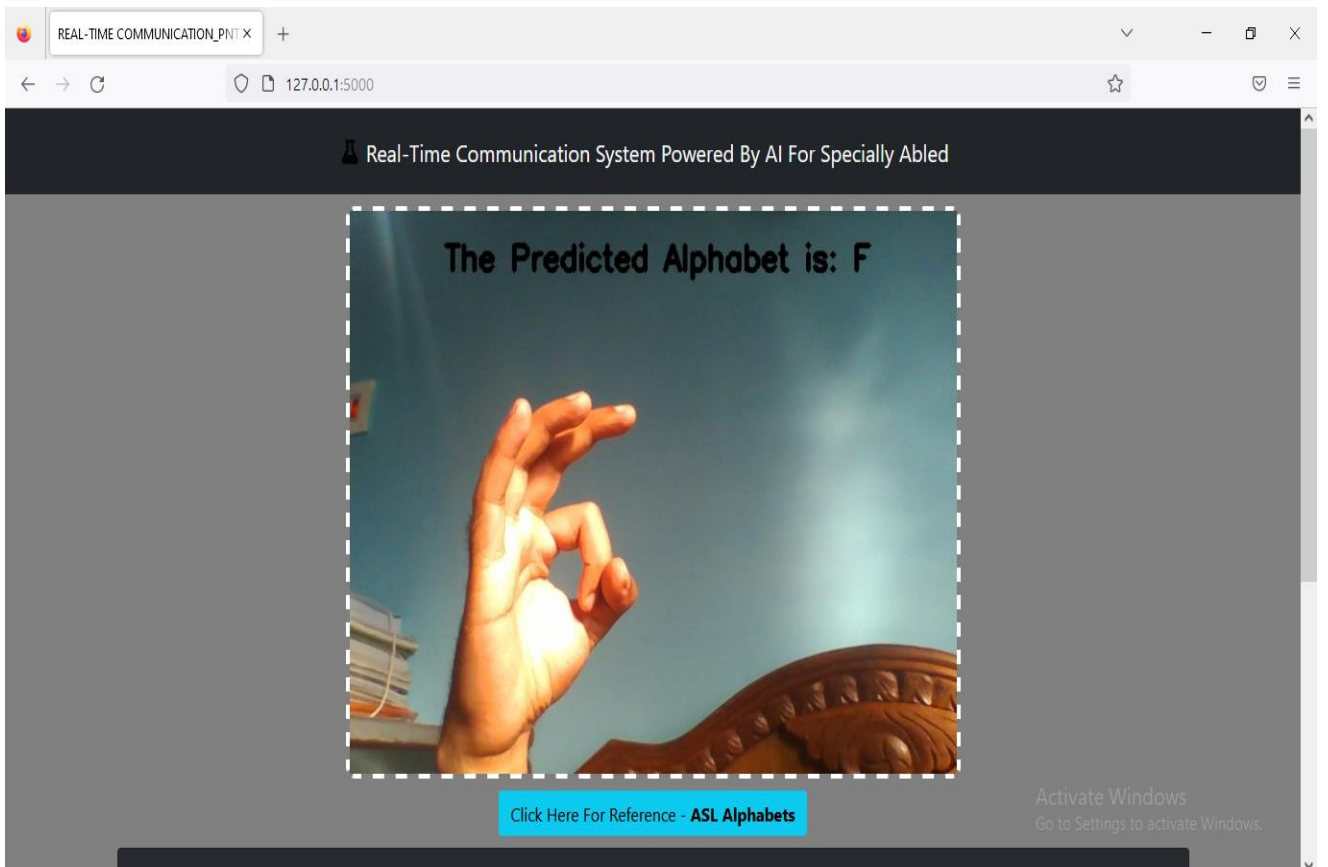 REAL-TIME COMMUNICATION_PNT
127.0.0.1:5000
Real-Time Communication System Powered By AI For Specially Abled
The Predicted Alphabet is: F
Click Here For Reference - ASL Alphabets
Activate Windows
Go to Settings to activate Windows.